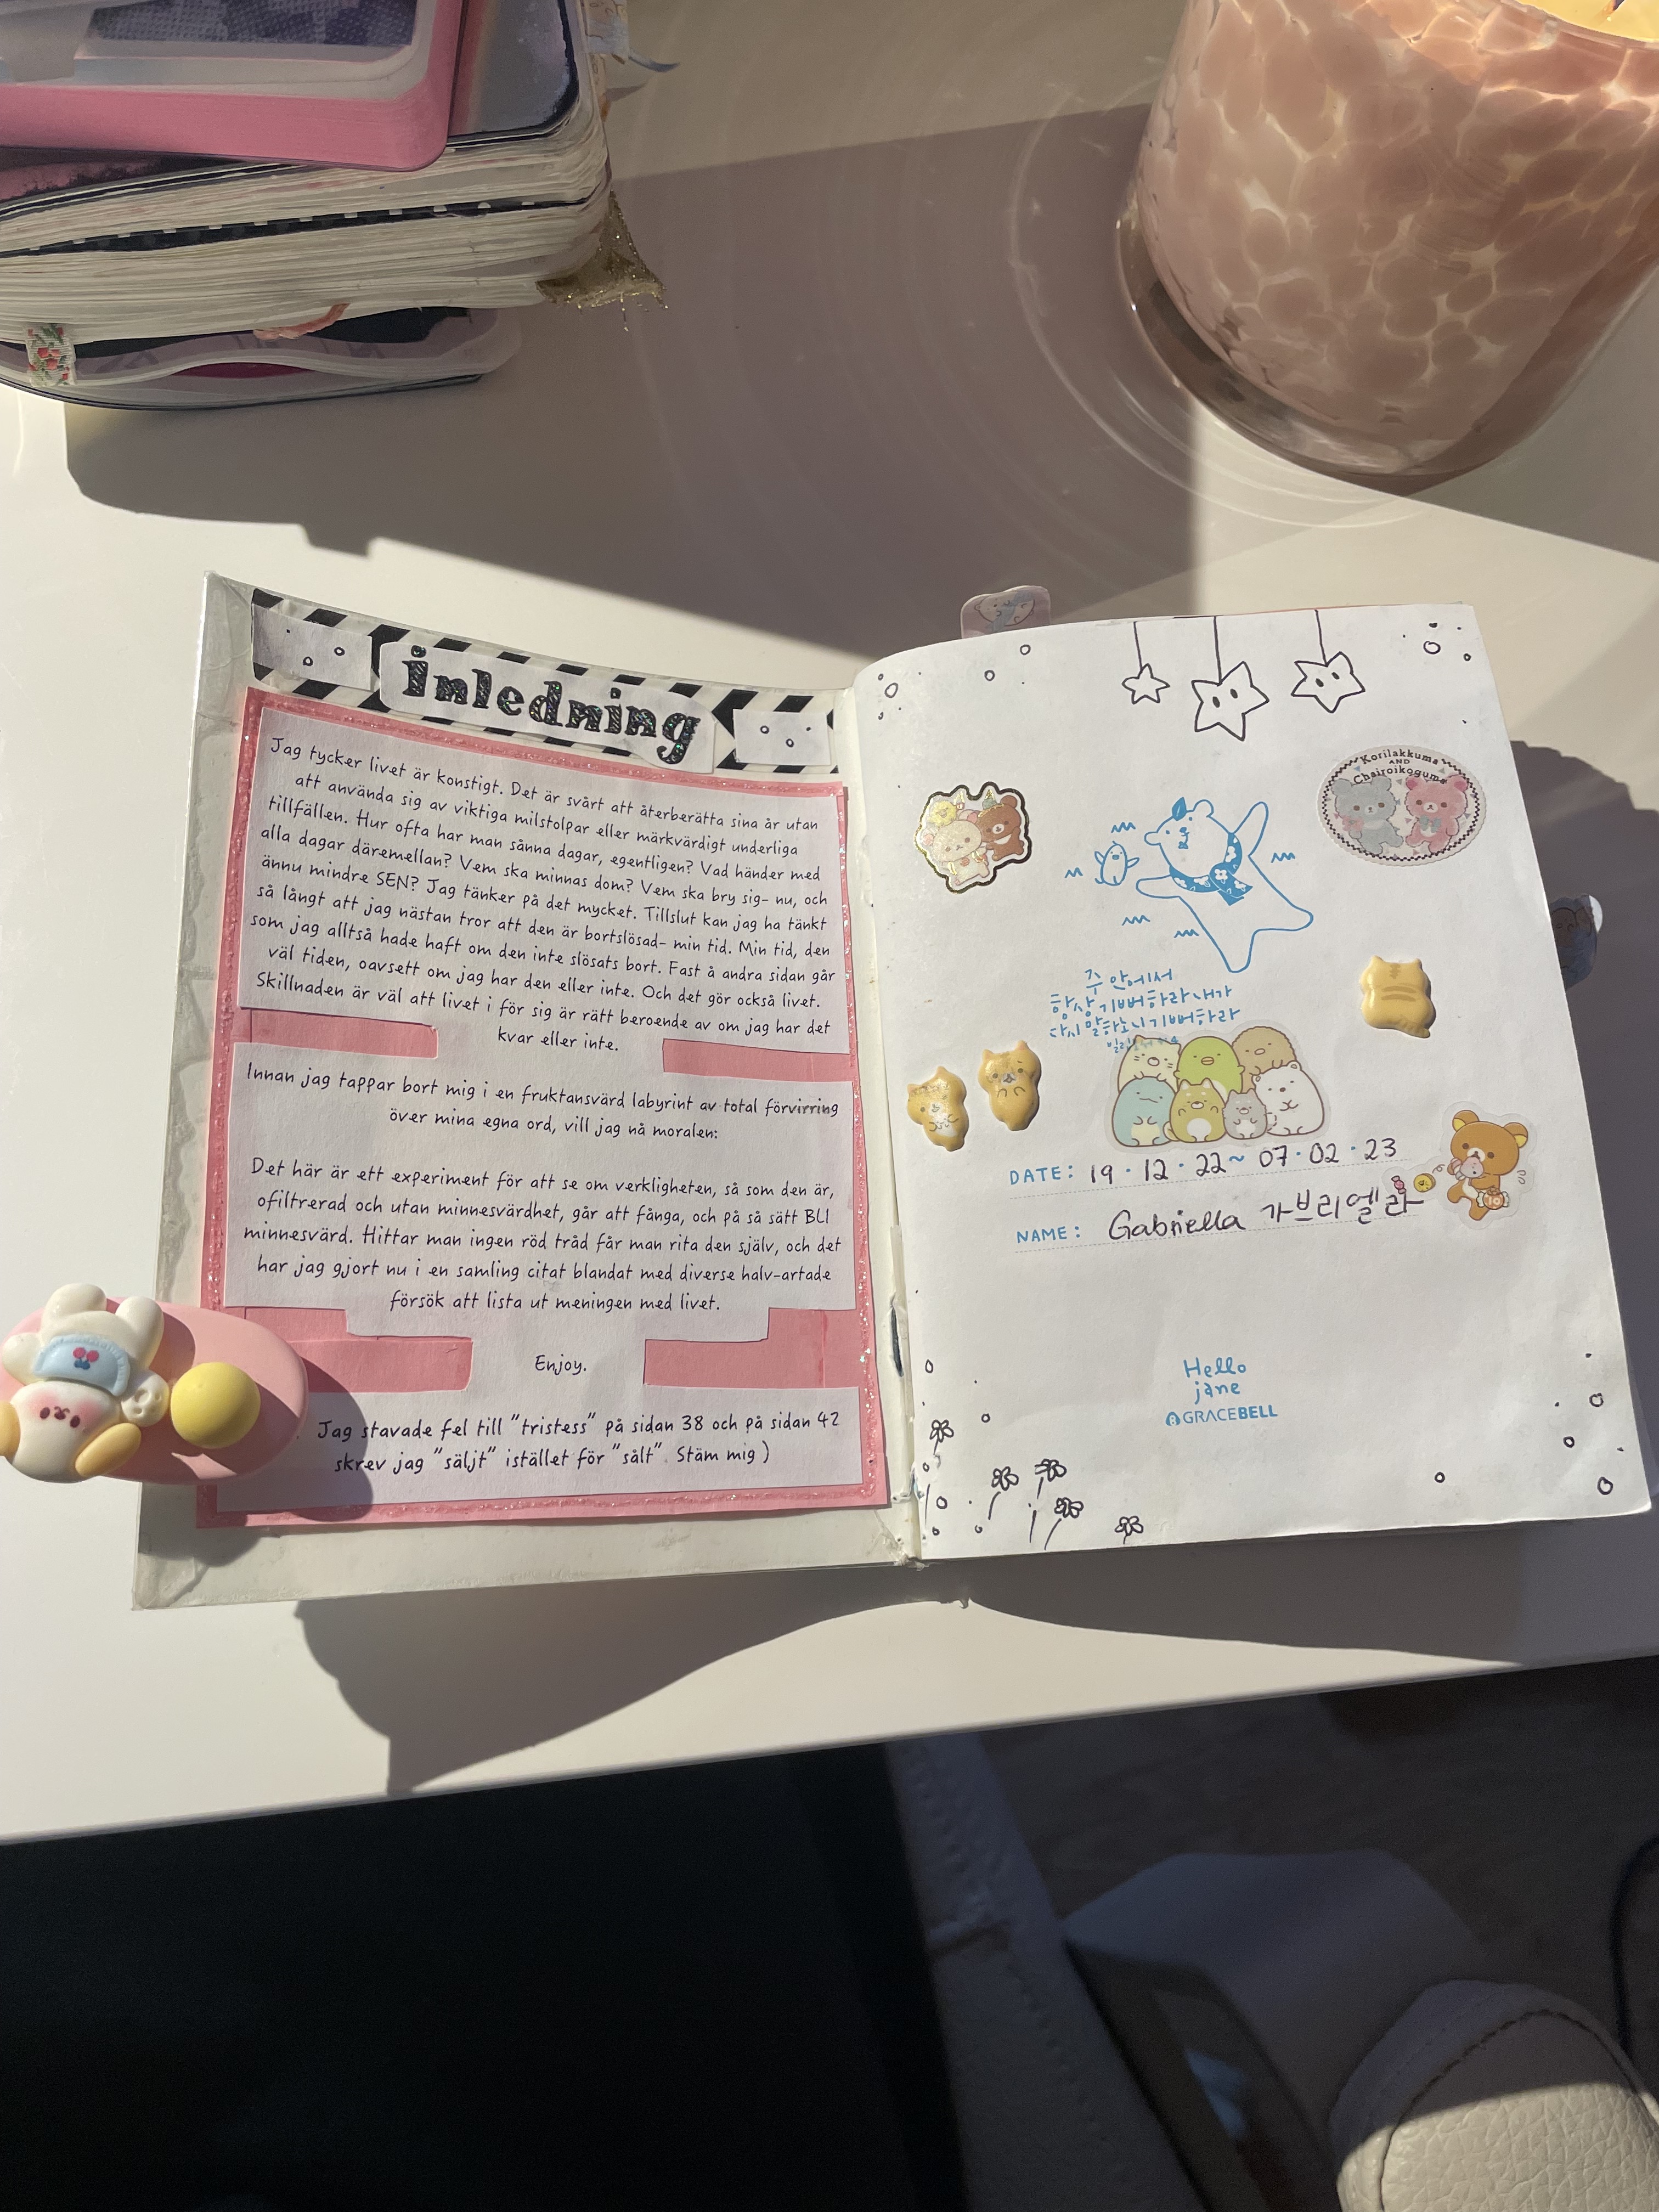 inledning
Jag tycker livet är konstigt. Det är svårt att återberätta sina år utan
att använda sig av viktiga milstolpar eller märkvärdigt underliga
tillfällen. Hur ofta har man sånna dagar, egentligen? Vad händer med
alla dagar däremellan? Vem ska minnas dom? Vem ska bry sig- nu, och
ännu mindre SEN? Jag tänker på det mycket. Tillslut kan jag ha tänkt
så långt att jag nästan tror att den är bortslösad- min tid. Min tid, den
som jag alltså hade haft om den inte slösats bort. Fast å andra sidan går
väl tiden, oavsett om jag har den eller inte. Och det gör också livet.
Skillnaden är väl att livet i för sig är rätt beroende av om jag har det
kvar eller inte.
Innan jag tappar bort mig i en fruktansvärd labyrint av total förvirring
över mina egna ord, vill jag nå moralen:
Det här är ett experiment för att se om verkligheten, så som den är,
ofiltrerad och utan minnesvärdhet, går att fånga, och på så sätt BLI
minnesvärd. Hittar man ingen röd tråd får man rita den själv, och det
har jag gjort nu i en samling citat blandat med diverse halv-artade
försök att lista ut meningen med livet.
Enjoy.
Jag stavade fel till "tristess" på sidan 38 och på sidan 42
skrev jag "säljt" istället för "sålt". Stäm mig )
Korilakkuma
AND
Chairoikoguma
주 안에서
항상 기뻐하라 내가
다시 말하노니 기뻐하라
DATE: 19 · 12 · 22 ~ 07 · 02 · 23
NAME: Gabriella 가브리엘라
Hello
jane
GRACEBELL